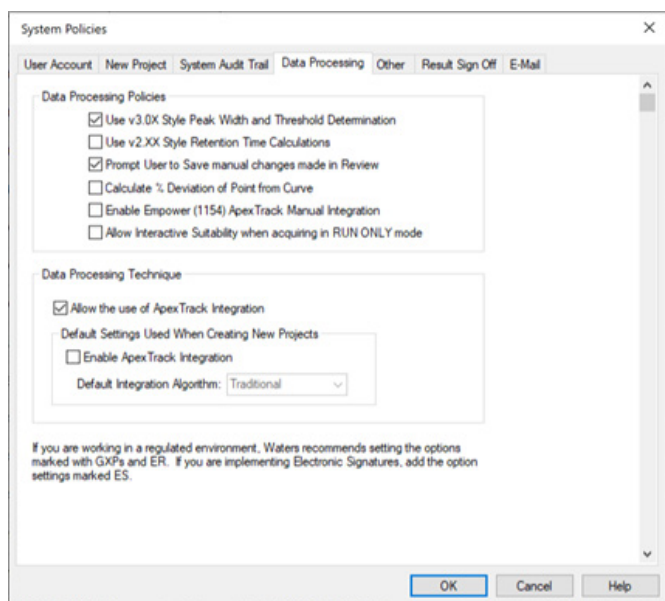 System Policies
User Account New Project System Audit Trail Data Processing Other Result Sign Off E-Mail
Data Processing Policies
Use v3.0X Style Peak Width and Threshold Determination
Use v2.XX Style Retention Time Calculations
Prompt User to Save manual changes made in Review
Calculate % Deviation of Point from Curve
Enable Empower (1154) ApexTrack Manual Integration
Allow Interactive Suitability when acquiring in RUN ONLY mode
Data Processing Technique
Allow the use of ApexTrack Integration
Default Settings Used When Creating New Projects
Enable ApexTrack Integration
Default Integration Algorithm: Traditional
If you are working in a regulated environment, Waters recommends setting the options
marked with GXPs and ER. If you are implementing Electronic Signatures, add the option
settings marked ES.
OK Cancel Help